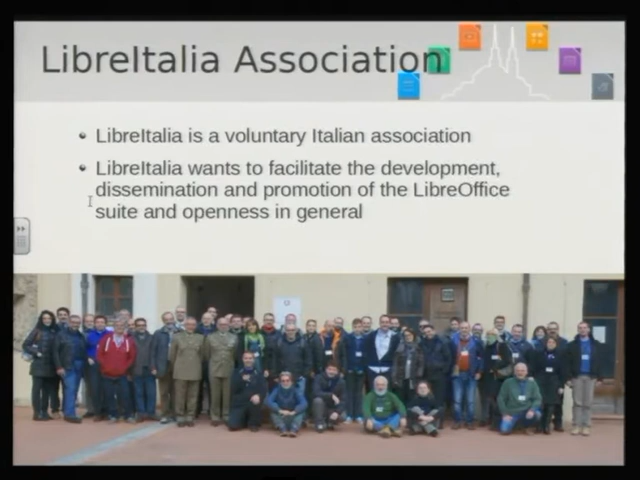 LibreItalia Association
• LibreItalia is a voluntary Italian association
• LibreItalia wants to facilitate the development,
dissemination and promotion of the LibreOffice
suite and openness in general